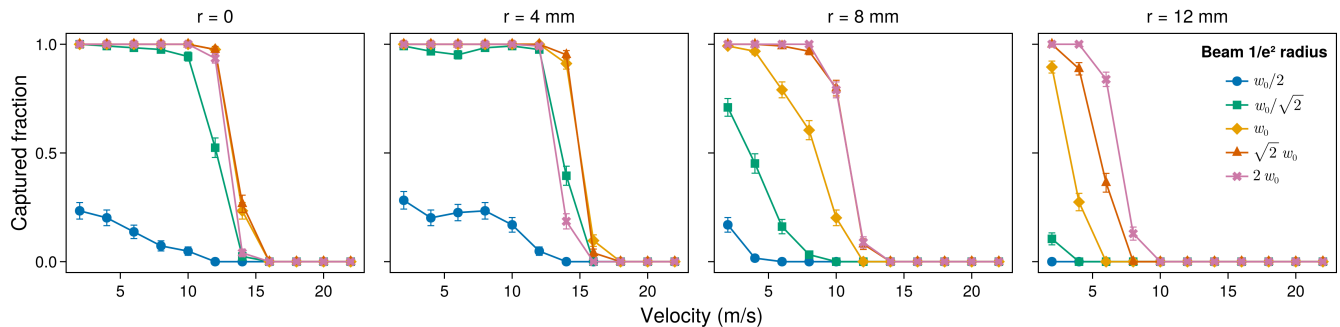 r = 0
r = 4 mm
r = 8 mm
r = 12 mm
Captured fraction
1.0
0.5
0.0
5 10 15 20
5 10 15 20
5 10 15 20
5 10 15 20
Velocity (m/s)
Beam 1/e² radius
w₀/2
w₀/√2
w₀
√2 w₀
2 w₀